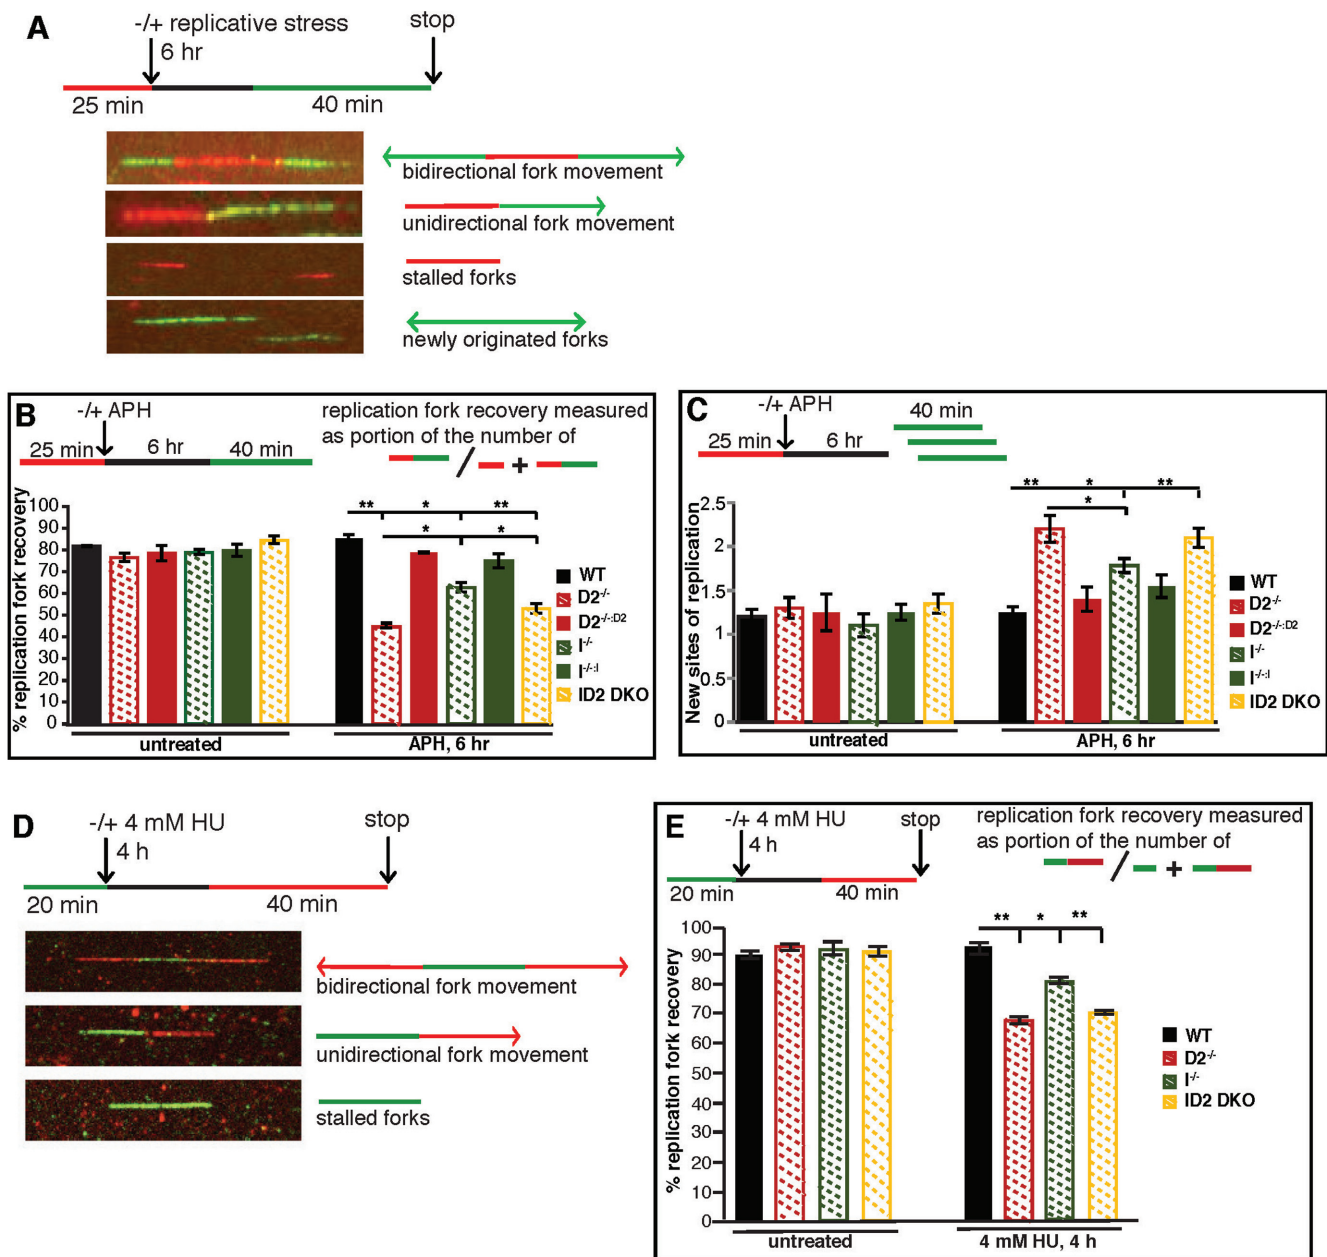 A
-/+ replicative stress
stop
6 hr
25 min
40 min
bidirectional fork movement
unidirectional fork movement
stalled forks
newly originated forks
B
-/+ APH
25 min
6 hr
40 min
replication fork recovery measured
as portion of the number of
/ +
% replication fork recovery
100
90
80
70
60
50
40
30
20
10
0
** * **
* *
untreated
APH, 6 hr
WT
D2-/-
D2-/-:D2
I-/-
I-/-:I
ID2 DKO
C
-/+ APH
25 min
6 hr
40 min
New sites of replication
2.5
2
1.5
1
0.5
0
** * **
*
untreated
APH, 6 hr
WT
D2-/-
D2-/-:D2
I-/-
I-/-:I
ID2 DKO
D
-/+ 4 mM HU
stop
4 h
20 min
40 min
bidirectional fork movement
unidirectional fork movement
stalled forks
E
-/+ 4 mM HU
stop
4 h
20 min
40 min
replication fork recovery measured
as portion of the number of
/ +
% replication fork recovery
100
90
80
70
60
50
40
30
20
10
0
** * **
untreated
4 mM HU, 4 h
WT
D2-/-
I-/-
ID2 DKO